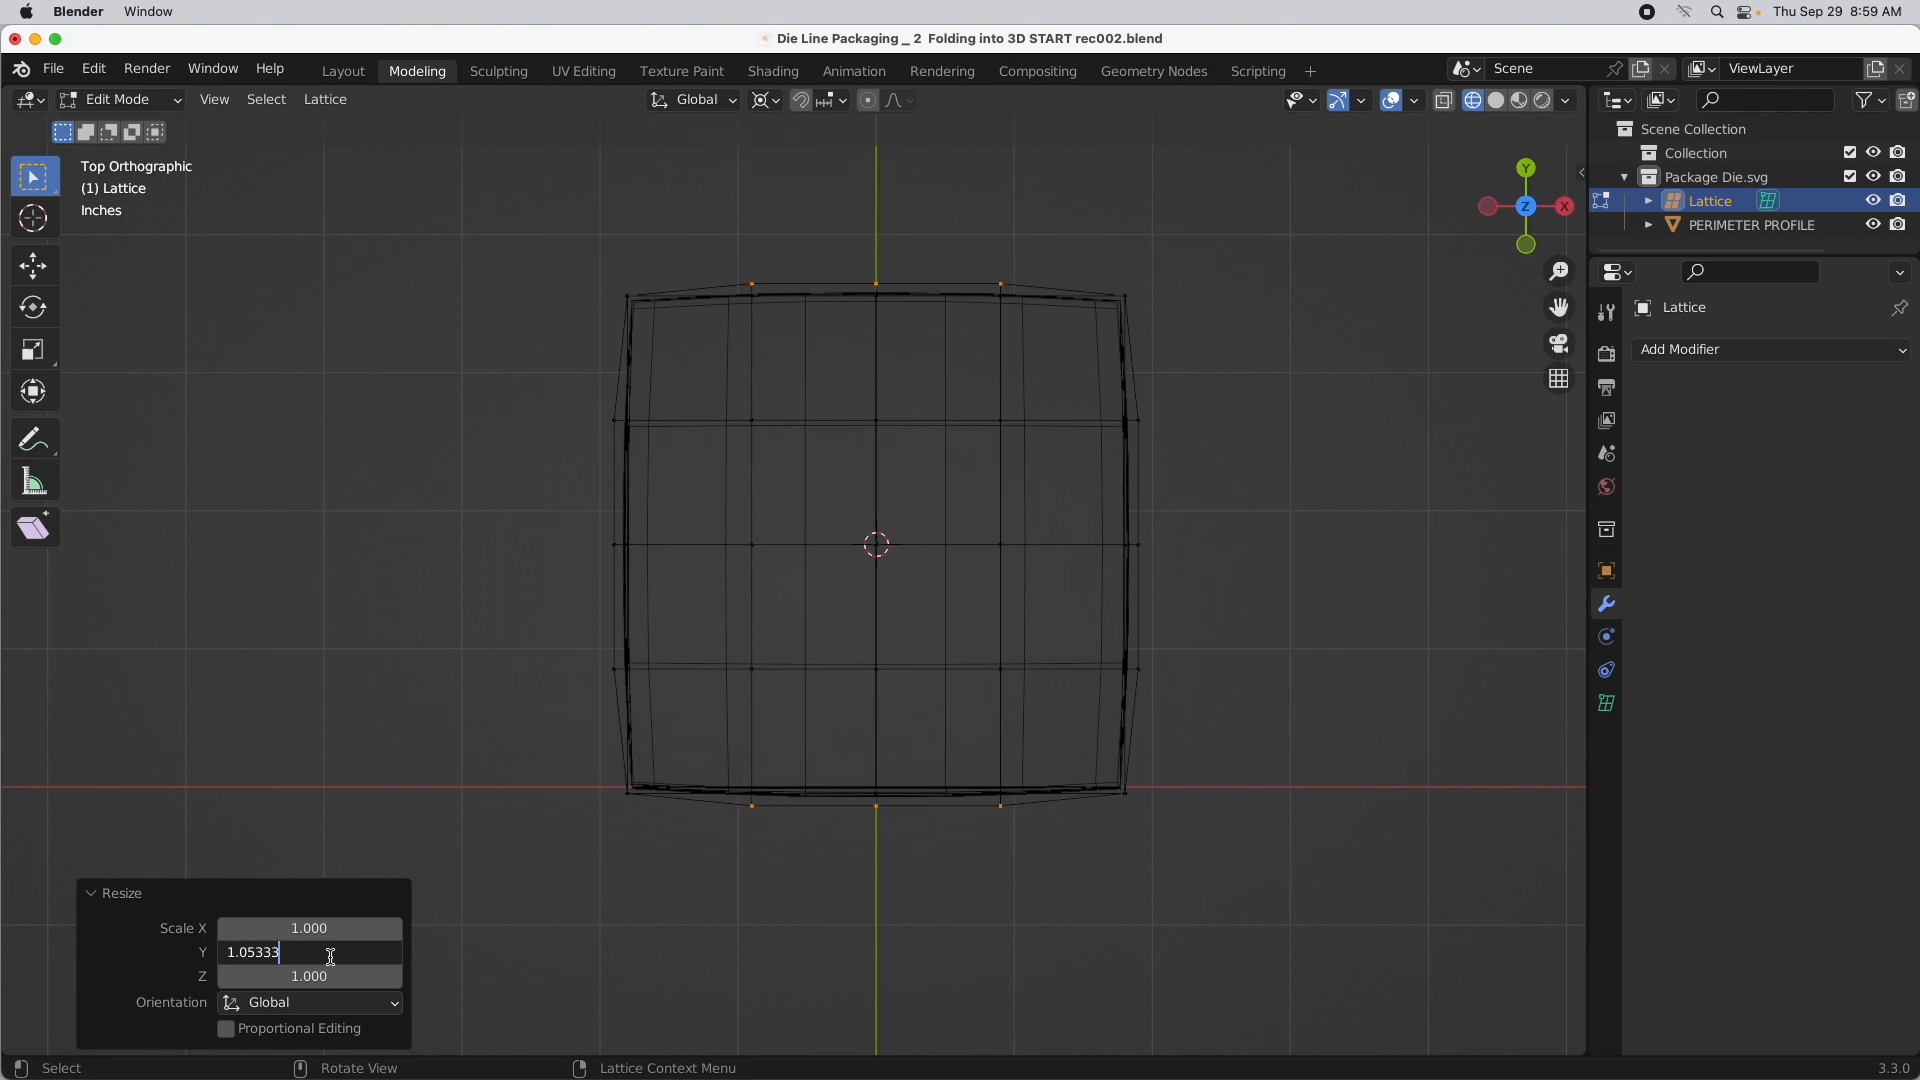 Blender Window Thu Sep 29 8:59 AM
Die Line Packaging _ 2 Folding into 3D START rec002.blend
File Edit Render Window Help Layout Modeling Sculpting UV Editing Texture Paint Shading Animation Rendering Compositing Geometry Nodes Scripting + Scene ViewLayer
Edit Mode View Select Lattice Global
Top Orthographic
(1) Lattice
Inches
Y
Z
X
Scene Collection
Collection
Package Die.svg
Lattice
PERIMETER PROFILE
Lattice
Add Modifier
Resize
Scale X 1.000
Y 1.05333
Z 1.000
Orientation Global
Proportional Editing
Select Rotate View Lattice Context Menu 3.3.0